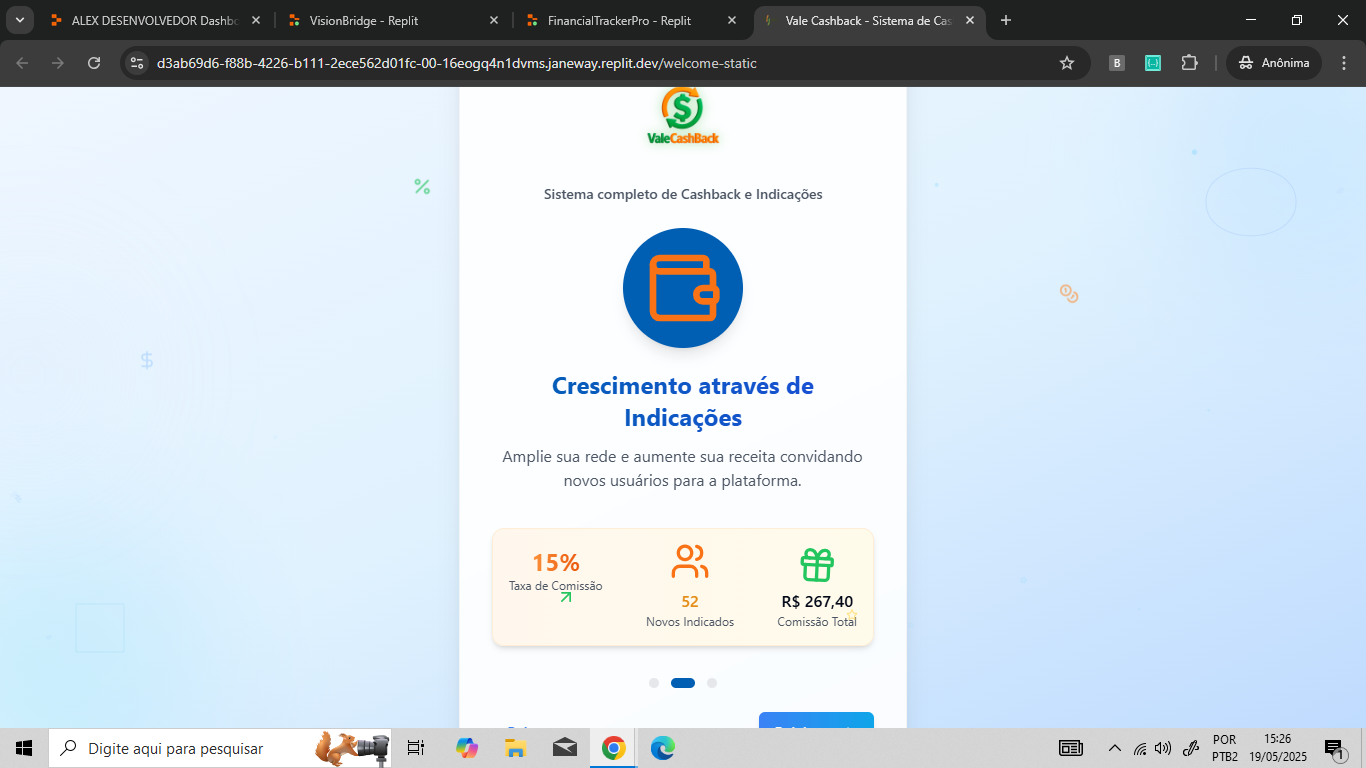 ALEX DESENVOLVEDOR Dashbo
VisionBridge - Replit
FinancialTrackerPro - Replit
Vale Cashback - Sistema de Cas
d3ab69d6-f88b-4226-b111-2ece562d01fc-00-16eogq4n1dvms.janeway.replit.dev/welcome-static
B
Anônima
$
ValeCashBack
Sistema completo de Cashback e Indicações
Crescimento através de
Indicações
Amplie sua rede e aumente sua receita convidando
novos usuários para a plataforma.
15%
Taxa de Comissão
52
Novos Indicados
R$ 267,40
Comissão Total
%
$
Digite aqui para pesquisar
POR
PTB2
15:26
19/05/2025
1